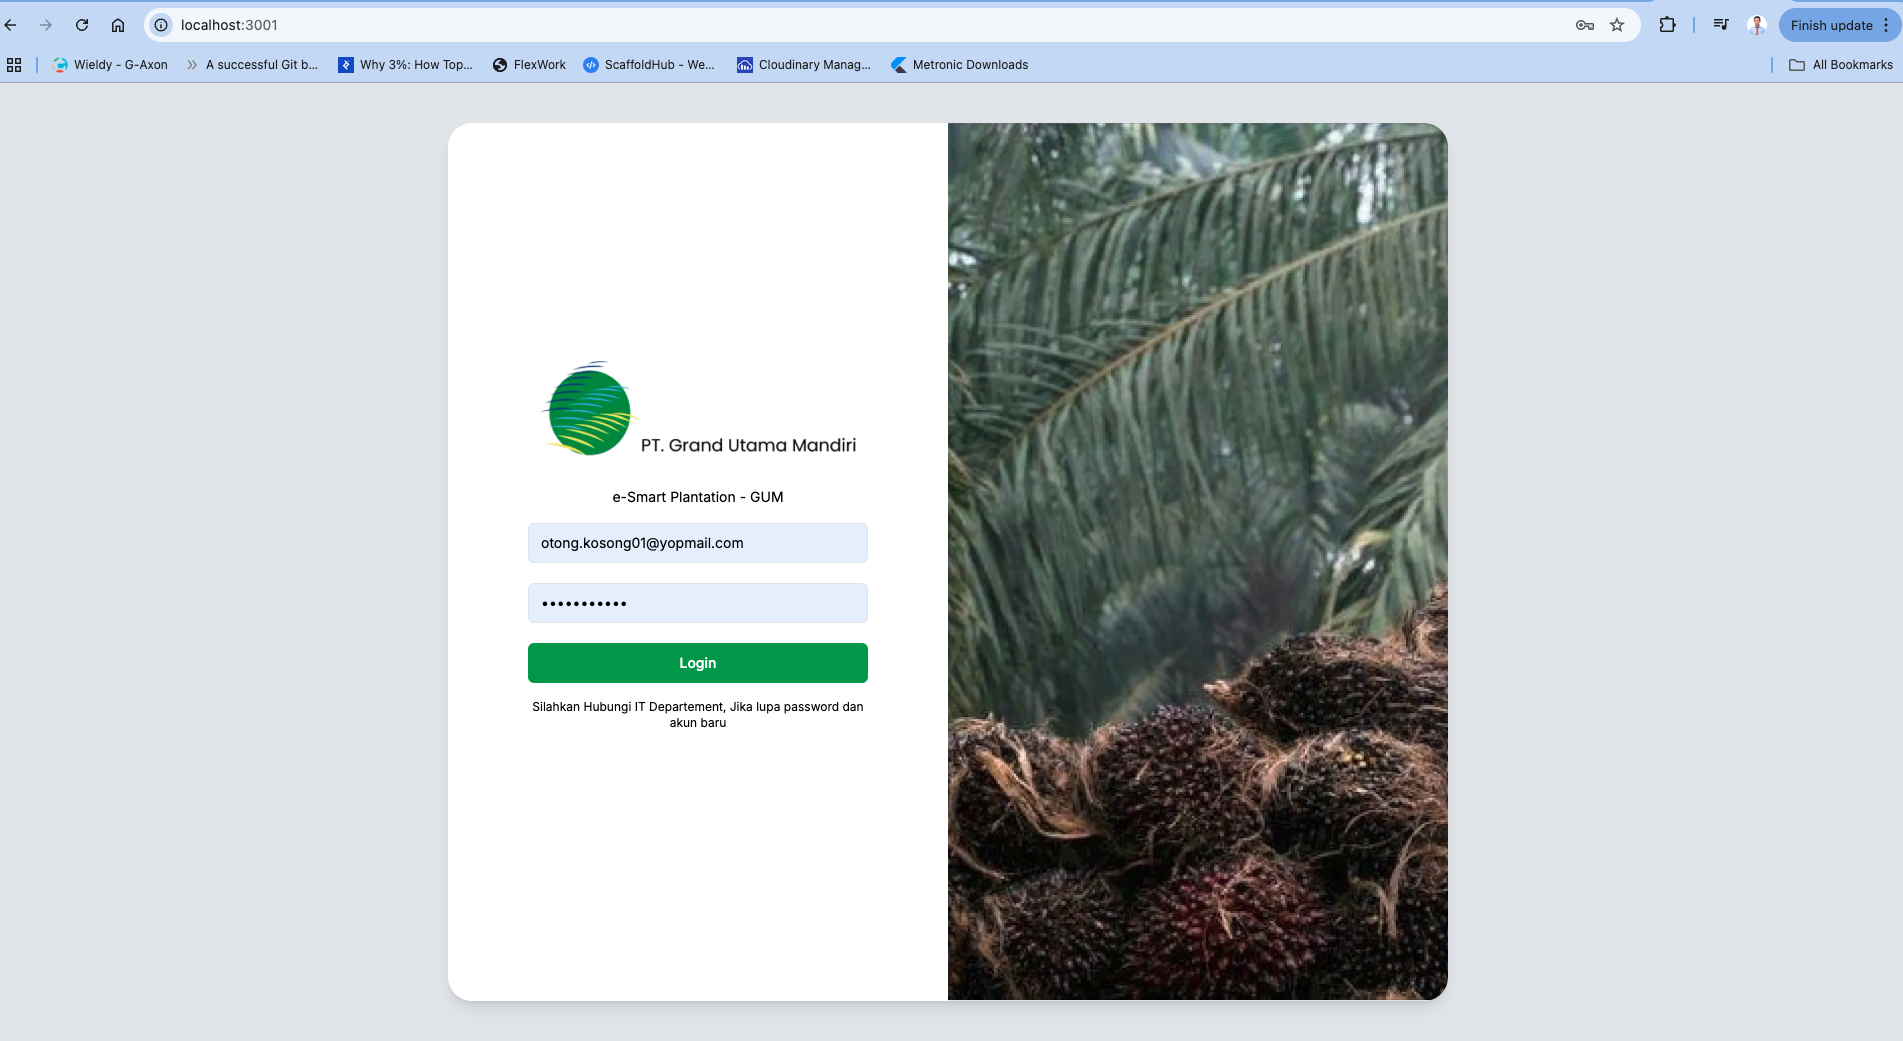 localhost:3001
Finish update
Wieldy - G-Axon
A successful Git b...
Why 3%: How Top...
FlexWork
ScaffoldHub - We...
Cloudinary Manag...
Metronic Downloads
All Bookmarks
PT. Grand Utama Mandiri
e-Smart Plantation - GUM
otong.kosong01@yopmail.com
•••••••••••
Login
Silahkan Hubungi IT Departement, Jika lupa password dan
akun baru